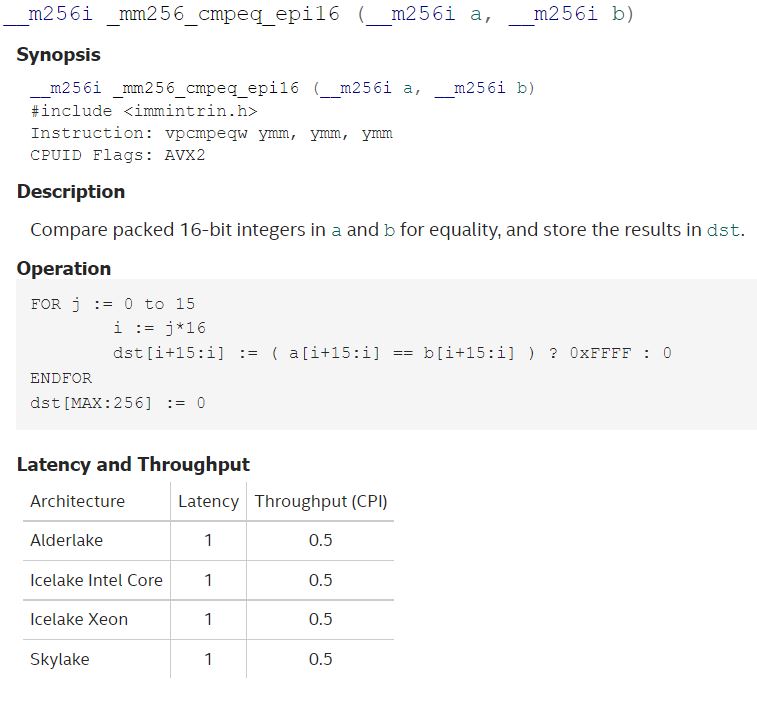 __m256i _mm256_cmpeq_epi16 (__m256i a, __m256i b)
Synopsis
__m256i _mm256_cmpeq_epi16 (__m256i a, __m256i b)
#include <immintrin.h>
Instruction: vpcmpeqw ymm, ymm, ymm
CPUID Flags: AVX2
Description
Compare packed 16-bit integers in a and b for equality, and store the results in dst.
Operation
FOR j := 0 to 15
i := j*16
dst[i+15:i] := ( a[i+15:i] == b[i+15:i] ) ? 0xFFFF : 0
ENDFOR
dst[MAX:256] := 0
Latency and Throughput
Architecture Latency Throughput (CPI)
Alderlake 1 0.5
Icelake Intel Core 1 0.5
Icelake Xeon 1 0.5
Skylake 1 0.5